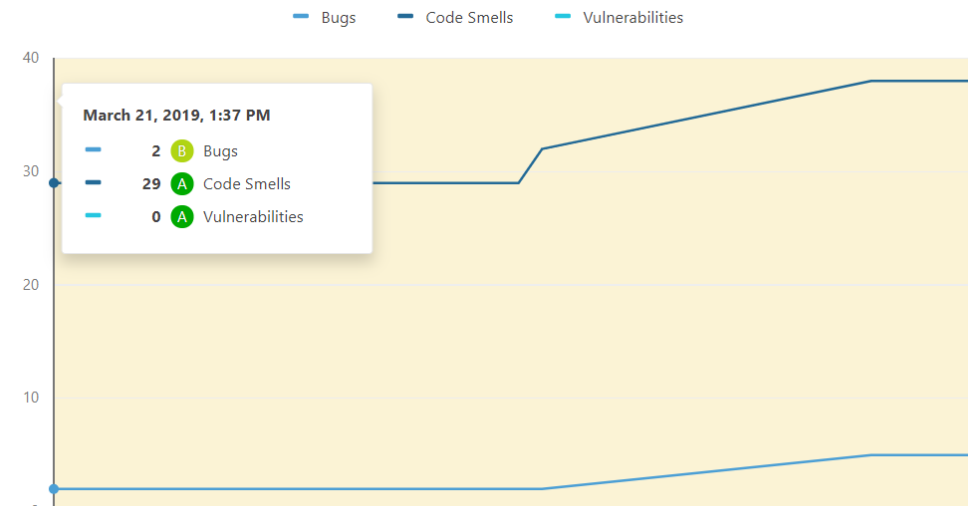 Bugs Code Smells Vulnerabilities
40
March 21, 2019, 1:37 PM
2 B Bugs
30
29 A Code Smells
0 A Vulnerabilities
20
10